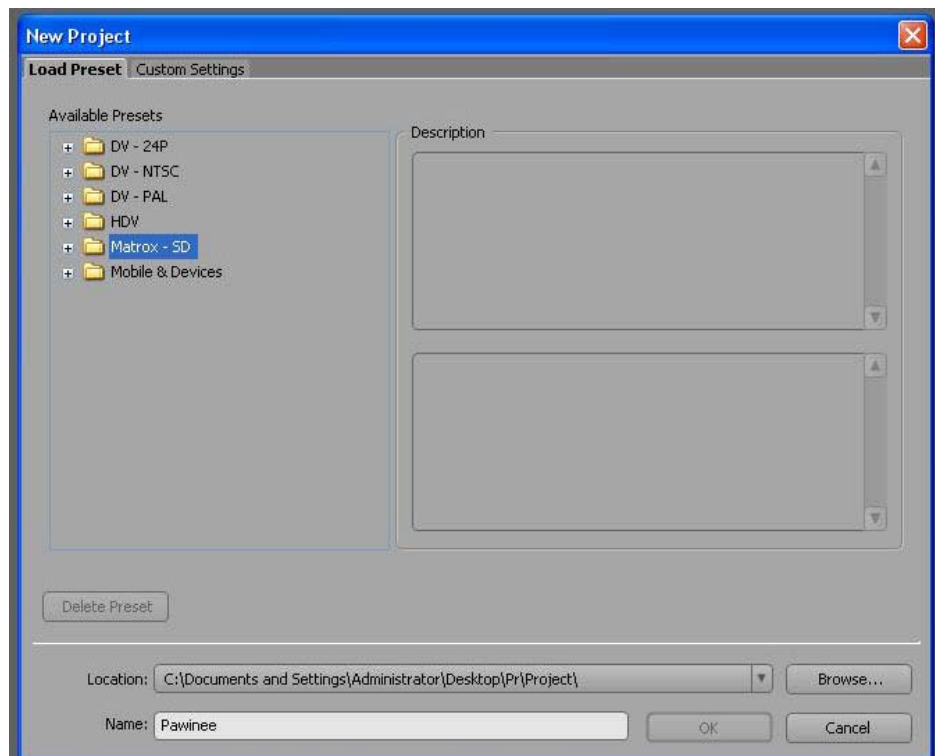 New Project
Load Preset Custom Settings
Available Presets
DV - 24P
DV - NTSC
DV - PAL
HDV
Matrox - SD
Mobile & Devices
Description
Delete Preset
Location: C:\Documents and Settings\Administrator\Desktop\Pr\Project\ Browse...
Name: Pawinee OK Cancel